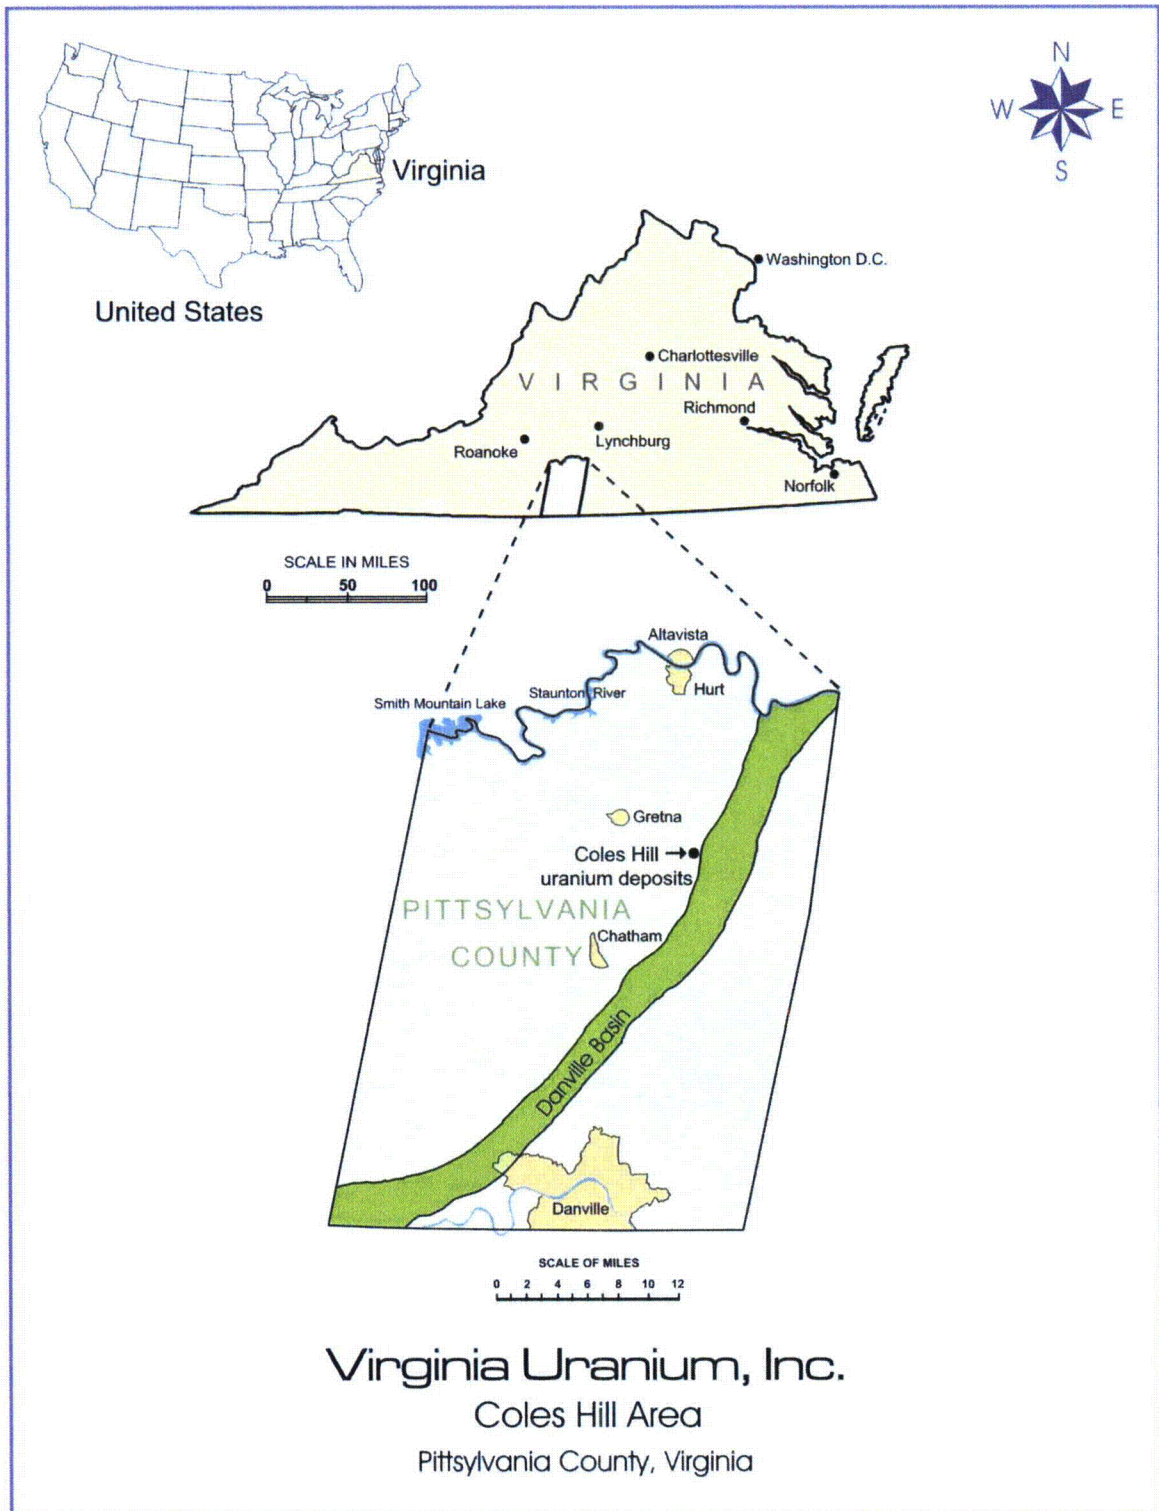 N
W E
S
Virginia
United States
Washington D.C.
Charlottesville
VIRGINIA
Richmond
Lynchburg
Roanoke
Norfolk
SCALE IN MILES
0 50 100
Altavista
Hurt
Staunton River
Smith Mountain Lake
Gretna
Coles Hill
uranium deposits
PITTSYLVANIA
COUNTY
Chatham
Danville Basin
Danville
SCALE OF MILES
0 2 4 6 8 10 12
Virginia Uranium, Inc.
Coles Hill Area
Pittsylvania County, Virginia